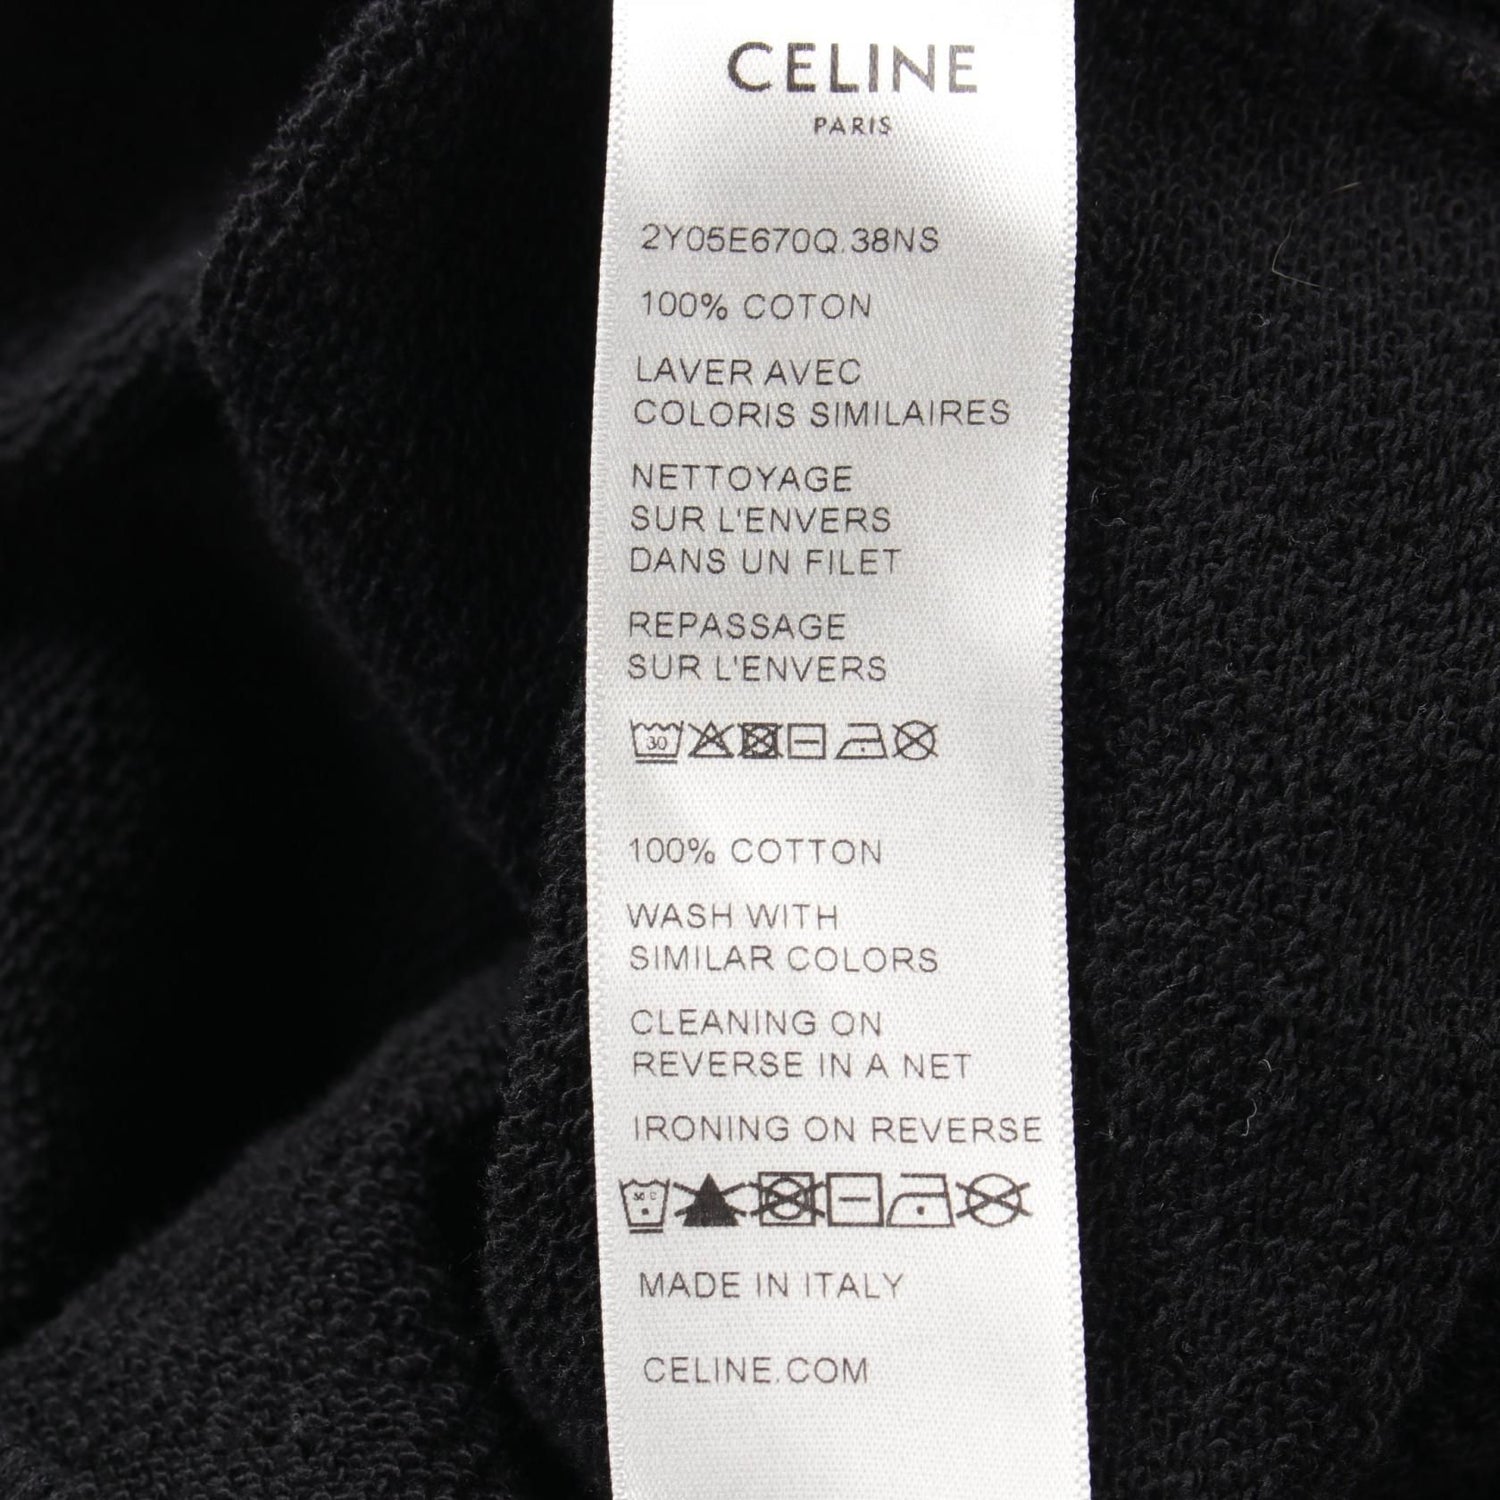 CELINE
PARIS
2Y05E670Q.38NS
100% COTON
LAVER AVEC
COLORIS SIMILAIRES
NETTOYAGE
SUR L'ENVERS
DANS UN FILET
REPASSAGE
SUR L'ENVERS
30
100% COTTON
WASH WITH
SIMILAR COLORS
CLEANING ON
REVERSE IN A NET
IRONING ON REVERSE
MADE IN ITALY
CELINE.COM